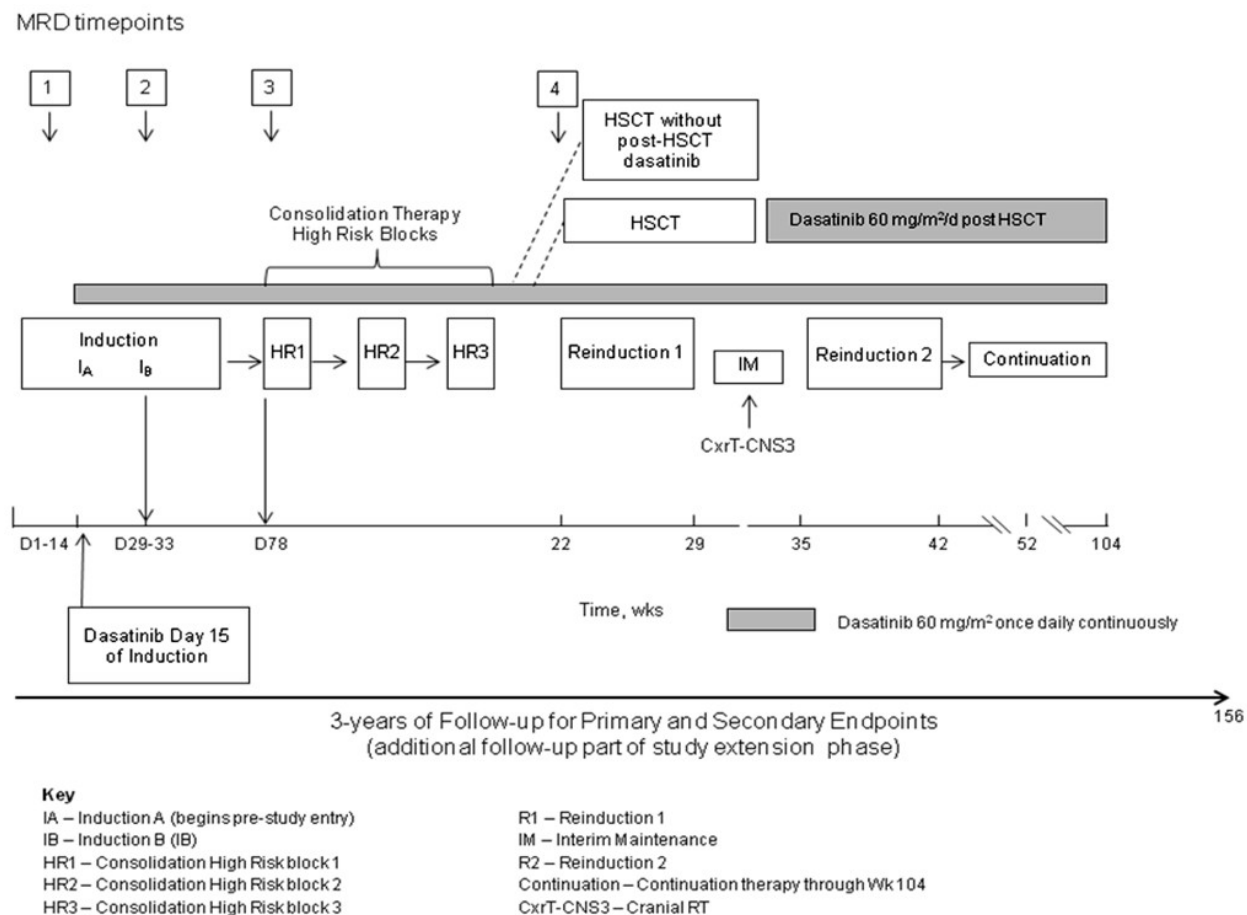 MRD timepoints
1
2
3
4
HSCT without
post-HSCT
dasatinib
Consolidation Therapy
High Risk Blocks
HSCT
Dasatinib 60 mg/m²/d post HSCT
Induction
IA IB
HR1
HR2
HR3
Reinduction 1
IM
Reinduction 2
Continuation
CxrT-CNS3
D1-14
D29-33
D78
22
29
35
42
52
104
Dasatinib Day 15
of Induction
Time, wks
Dasatinib 60 mg/m² once daily continuously
156
3-years of Follow-up for Primary and Secondary Endpoints
(additional follow-up part of study extension phase)
Key
IA – Induction A (begins pre-study entry)
IB – Induction B (IB)
HR1 – Consolidation High Risk block 1
HR2 – Consolidation High Risk block 2
HR3 – Consolidation High Risk block 3
R1 – Reinduction 1
IM – Interim Maintenance
R2 – Reinduction 2
Continuation – Continuation therapy through Wk 104
CxrT-CNS3 – Cranial RT